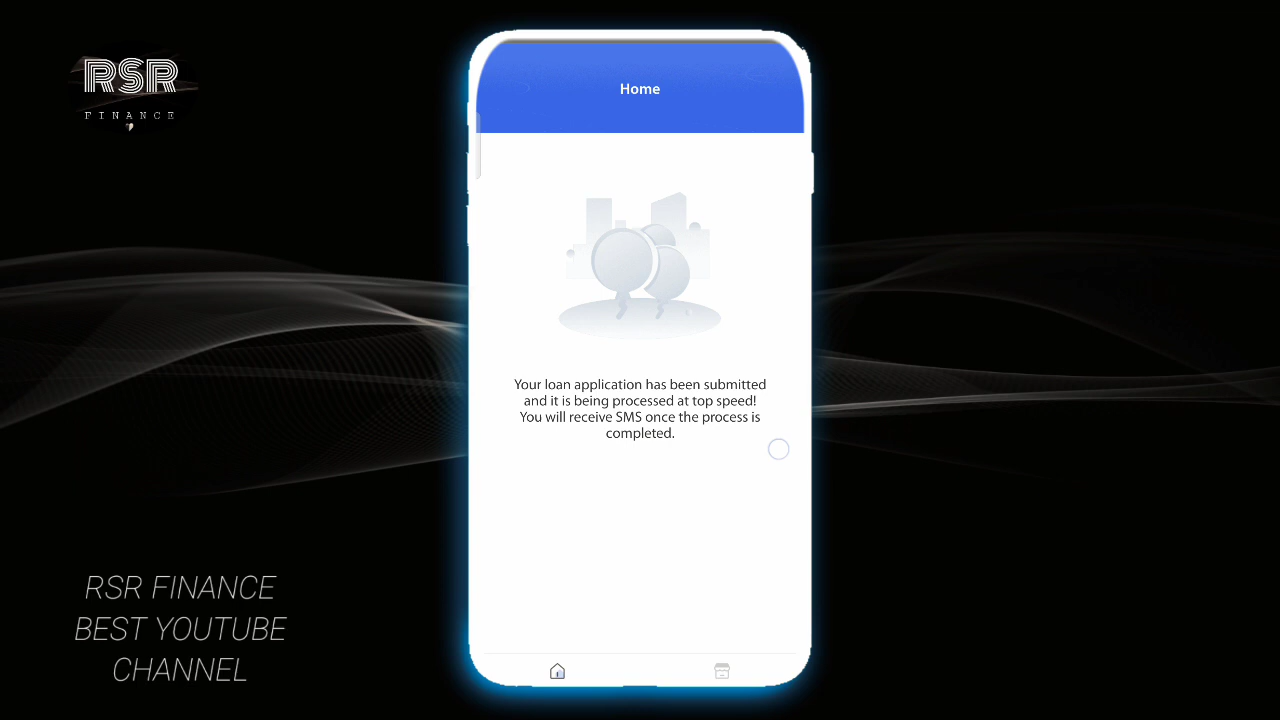 RSR
FINANCE
Home
Your loan application has been submitted
and it is being processed at top speed!
You will receive SMS once the process is
completed.
RSR FINANCE
BEST YOUTUBE
CHANNEL